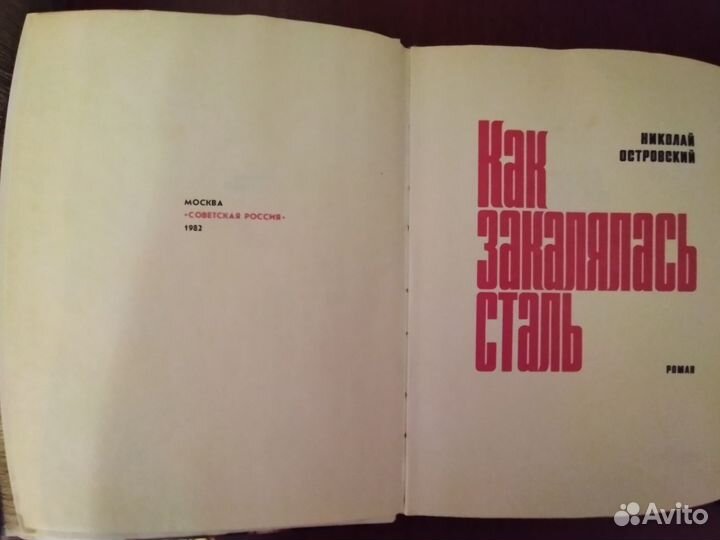 МОСКВА
«СОВЕТСКАЯ РОССИЯ»
1982
НИКОЛАЙ
ОСТРОВСКИЙ
Как
закалялась
сталь
РОМАН
Avito